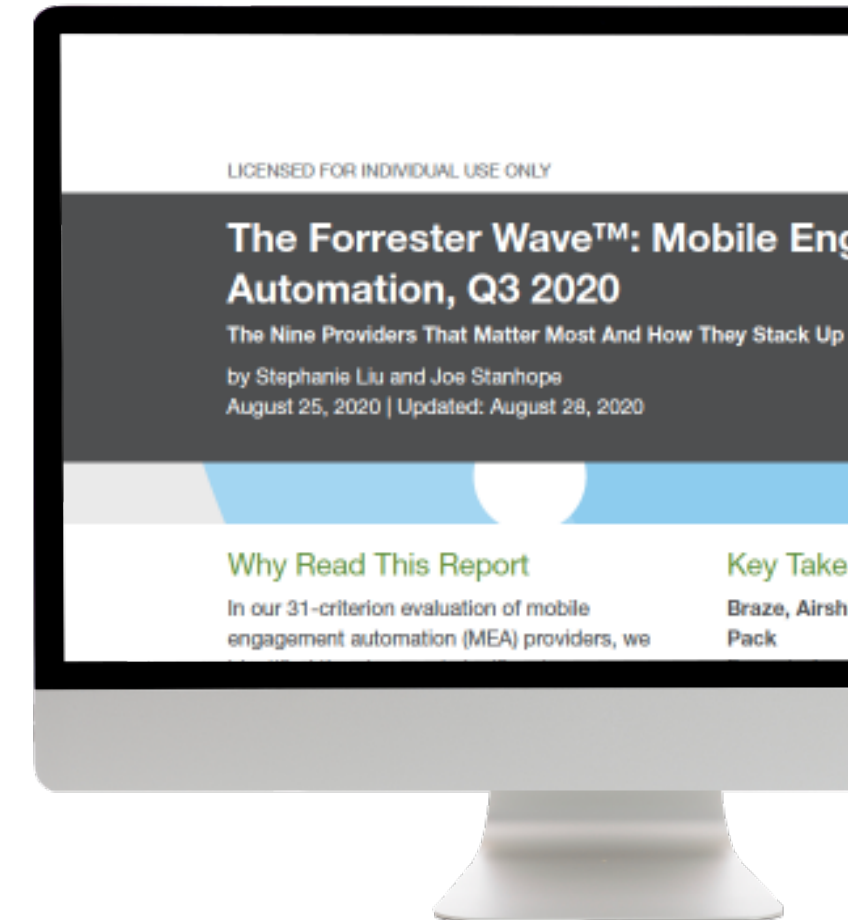 LICENSED FOR INDIVIDUAL USE ONLY
The Forrester Wave™: Mobile Eng
Automation, Q3 2020
The Nine Providers That Matter Most And How They Stack Up
by Stephanie Liu and Joe Stanhope
August 25, 2020 | Updated: August 28, 2020
Why Read This Report
In our 31-criterion evaluation of mobile
engagement automation (MEA) providers, we
Key Take
Braze, Airsh
Pack